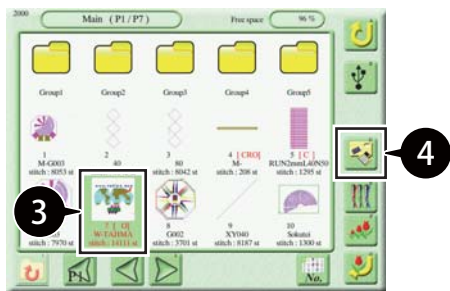 2000
Main ( P1 / P7 )
Free space
96 %
Group1
Group2
Group3
Group4
Group5
1
M-G003
stitch : 8053 st
2
40
3
80
stitch : 8042 st
4 [ CRO]
M-
stitch : 208 st
5 [ C ]
RUN2mmL40N50
stitch : 1295 st
3
4
stitch : 7970 st
7 [ O]
W-TAHMA
stitch : 14111 st
8
G002
stitch : 3701 st
9
XY040
stitch : 8187 st
10
Sokutai
stitch : 1300 st
P1
No.